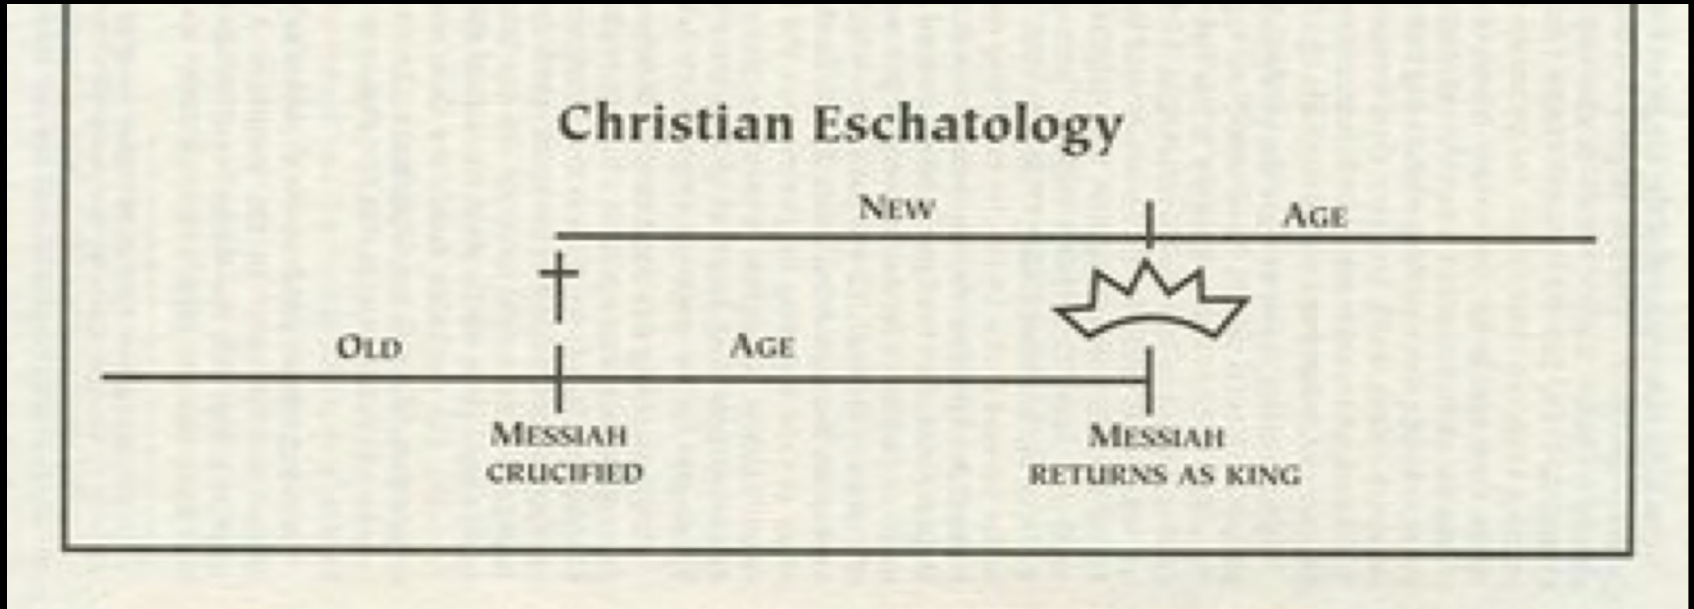 Christian Eschatology
NEW AGE
OLD AGE
MESSIAH
CRUCIFIED
MESSIAH
RETURNS AS KING